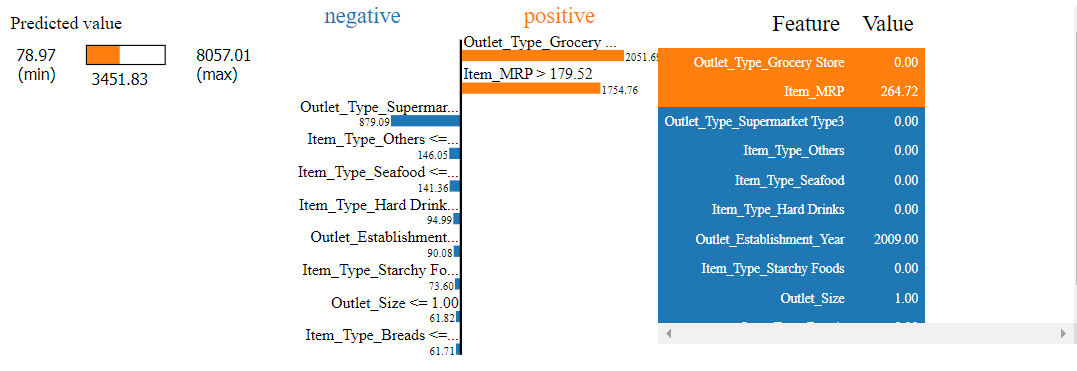 Predicted value
78.97
(min)
3451.83
8057.01
(max)
negative
positive
Outlet_Type_Grocery ...
2051.69
Item_MRP > 179.52
1754.76
Outlet_Type_Supermar...
879.09
Item_Type_Others <=...
146.05
Item_Type_Seafood <=...
141.36
Item_Type_Hard Drink...
94.99
Outlet_Establishment...
90.08
Item_Type_Starchy Fo...
73.60
Outlet_Size <= 1.00
61.82
Item_Type_Breads <=...
61.71
Feature Value
Outlet_Type_Grocery Store 0.00
Item_MRP 264.72
Outlet_Type_Supermarket Type3 0.00
Item_Type_Others 0.00
Item_Type_Seafood 0.00
Item_Type_Hard Drinks 0.00
Outlet_Establishment_Year 2009.00
Item_Type_Starchy Foods 0.00
Outlet_Size 1.00